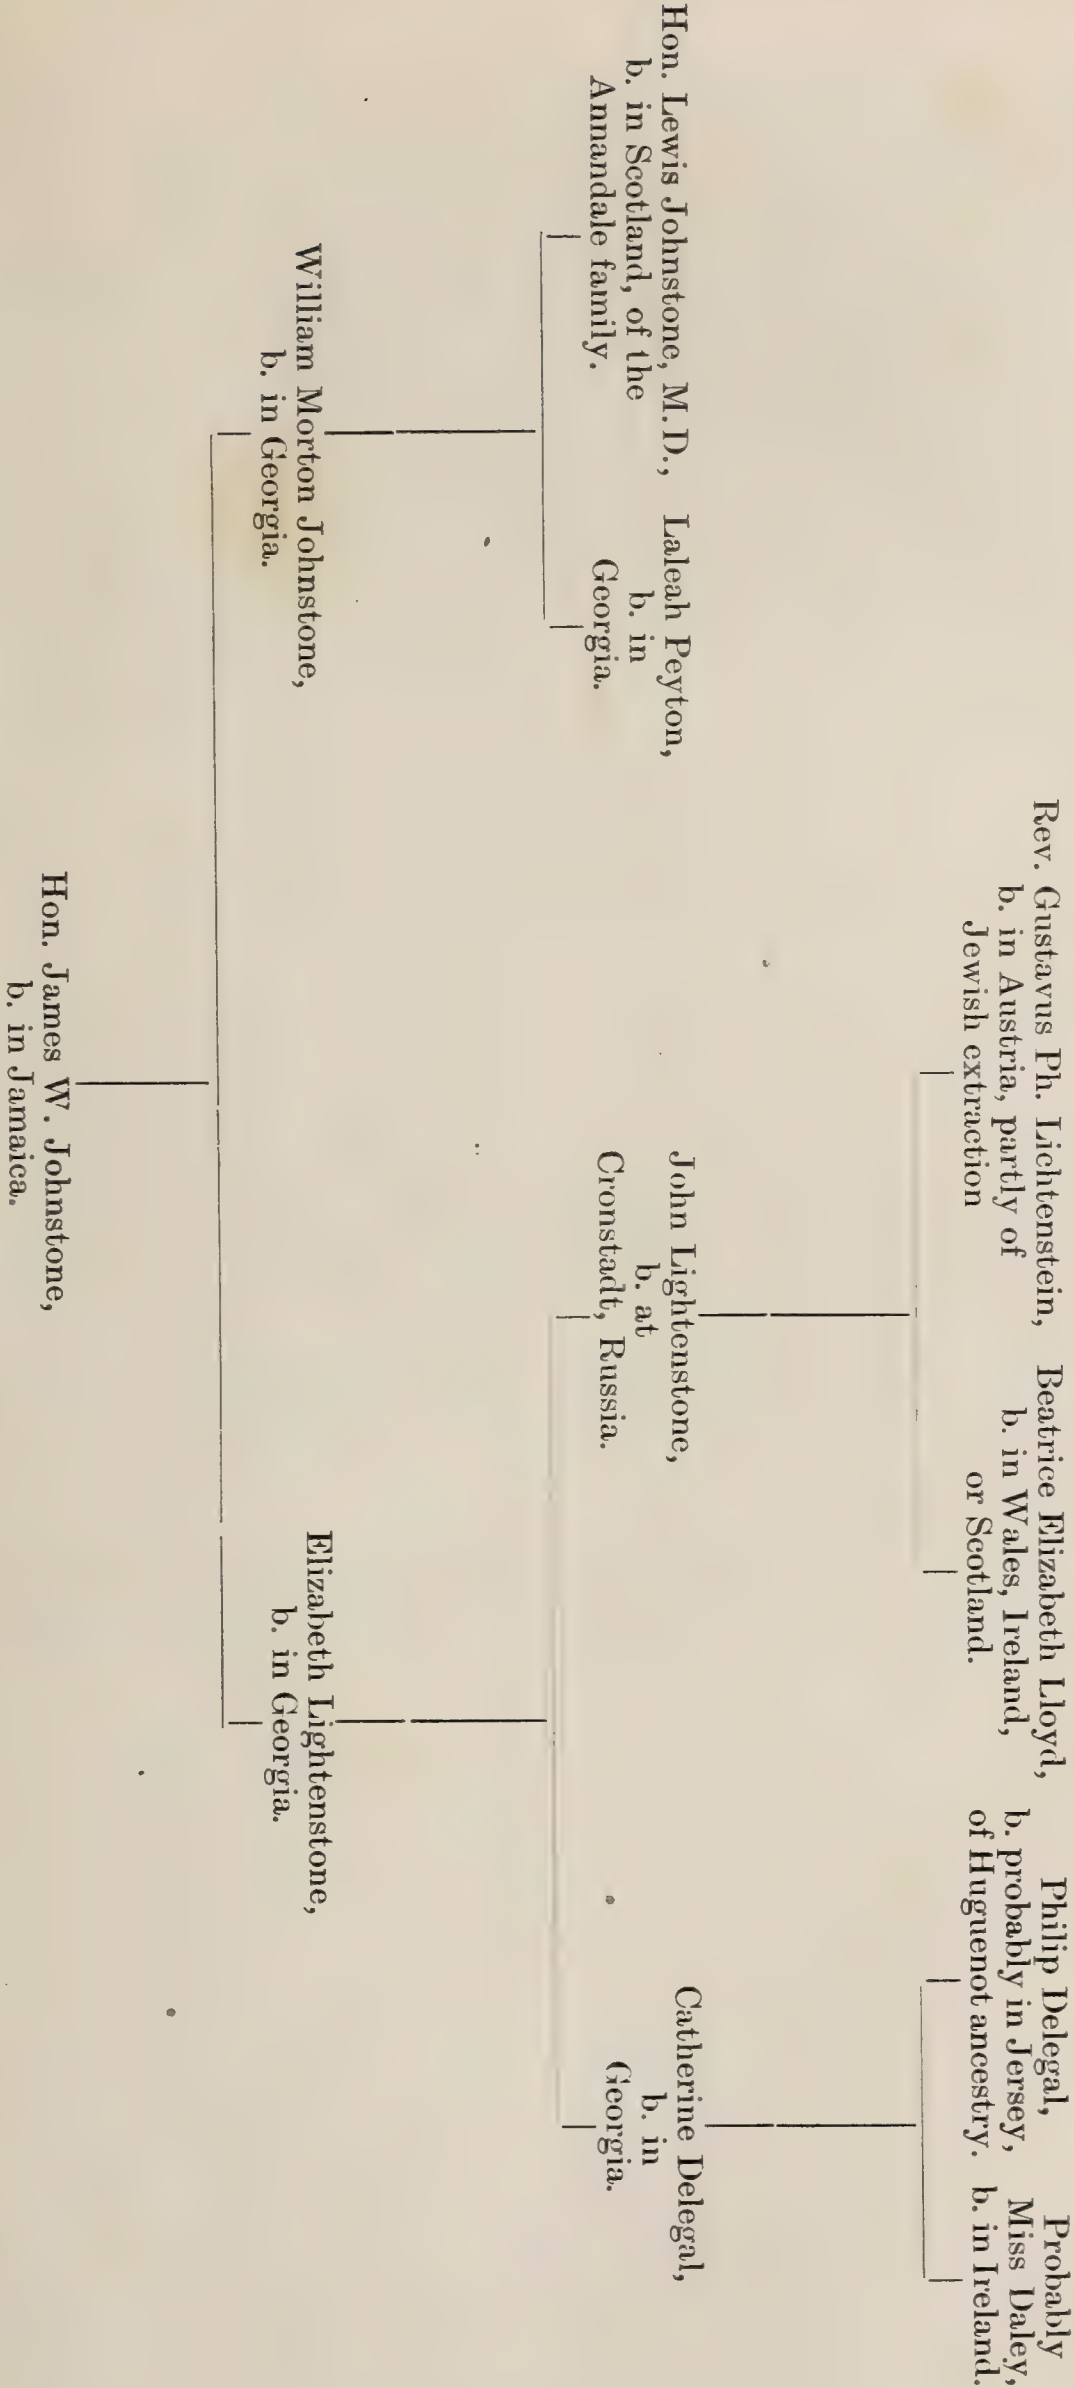 Rev. Gustavus Ph. Lichtenstein,
b. in Austria, partly of
Jewish extraction
Beatrice Elizabeth Lloyd,
b. in Wales, Ireland,
or Scotland.
Philip Delegal,
b. probably in Jersey,
of Huguenot ancestry.
Probably
Miss Daley,
b. in Ireland.
Hon. Lewis Johnstone, M.D.,
b. in Scotland, of the
Annandale family.
Laleah Peyton,
b. in
Georgia.
John Lightenstone,
b. at
Cronstadt, Russia.
Catherine Delegal,
b. in
Georgia.
William Morton Johnstone,
b. in Georgia.
Elizabeth Lightenstone,
b. in Georgia.
Hon. James W. Johnstone,
b. in Jamaica.